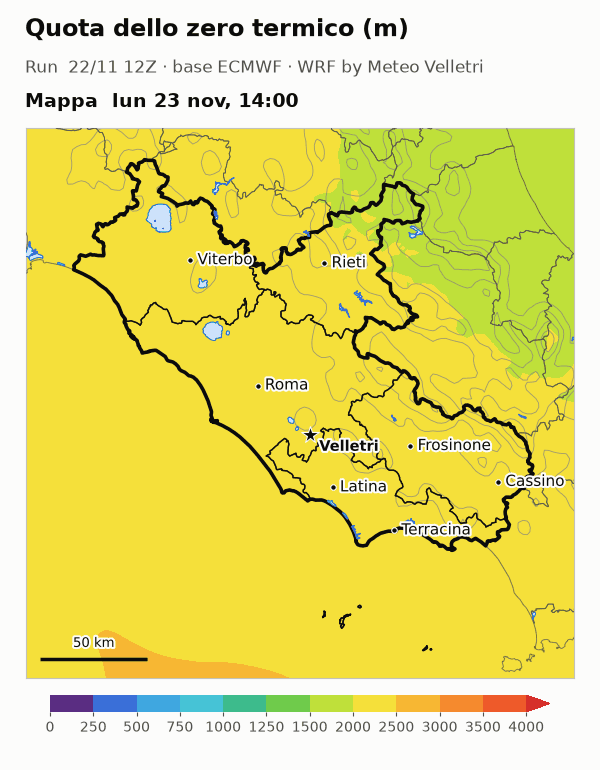 Quota dello zero termico (m)
Run  22/11 12Z · base ECMWF · WRF by Meteo Velletri
Mappa  lun 23 nov, 14:00
Viterbo
Rieti
Roma
Velletri
Frosinone
Cassino
Latina
Terracina
50 km
0 250 500 750 1000 1250 1500 2000 2500 3000 3500 4000